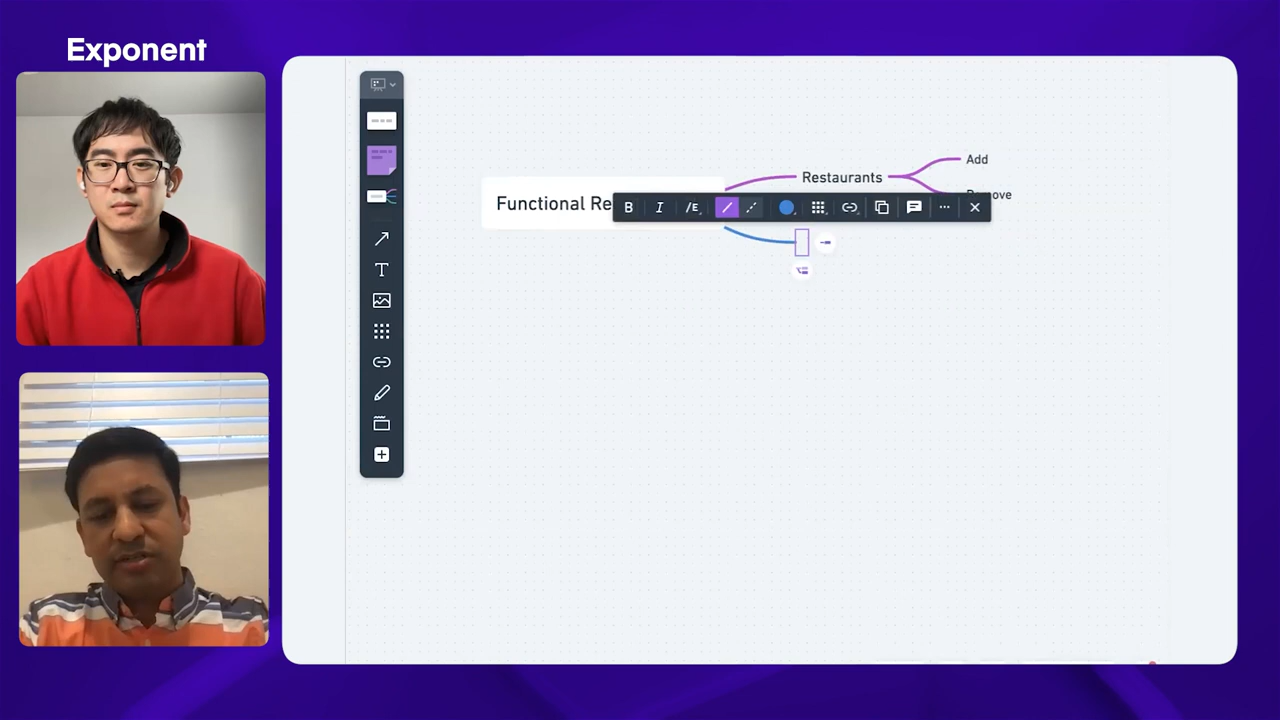 Exponent
Add
Restaurants
Functional Re
B I /E